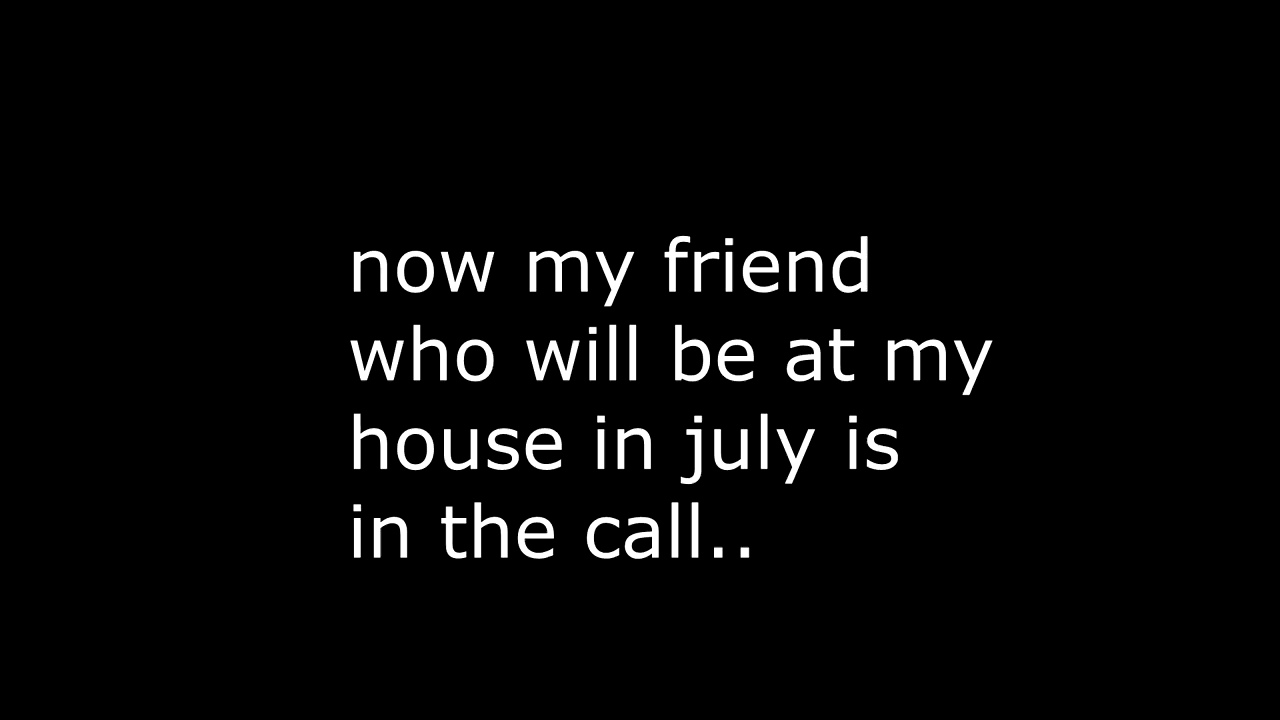 now my friend
who will be at my
house in july is
in the call..